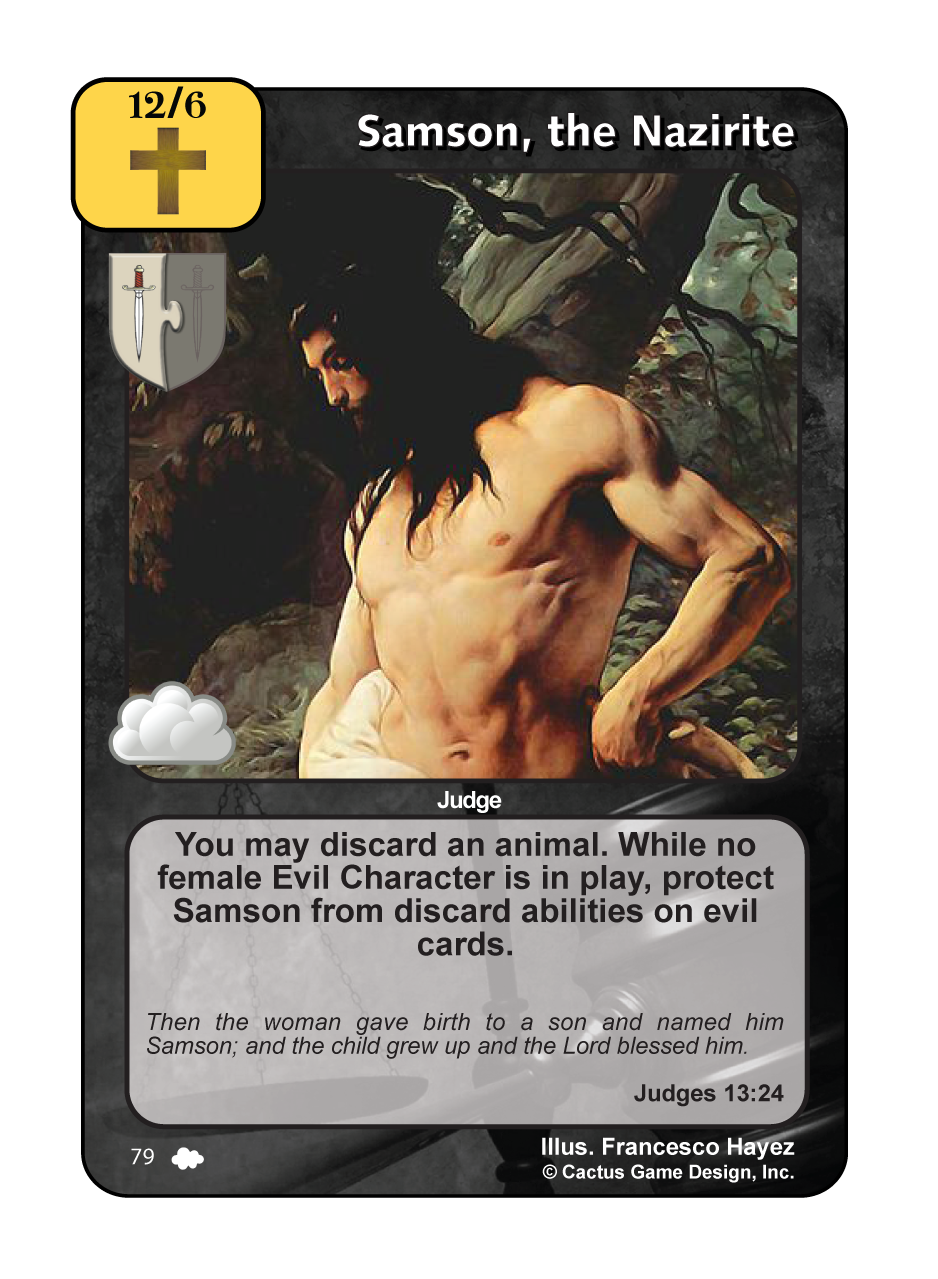 12/6
Samson, the Nazirite
Judge
You may discard an animal. While no
female Evil Character is in play, protect
Samson from discard abilities on evil
cards.
Then the woman gave birth to a son and named him
Samson; and the child grew up and the Lord blessed him.
Judges 13:24
79
Illus. Francesco Hayez
© Cactus Game Design, Inc.